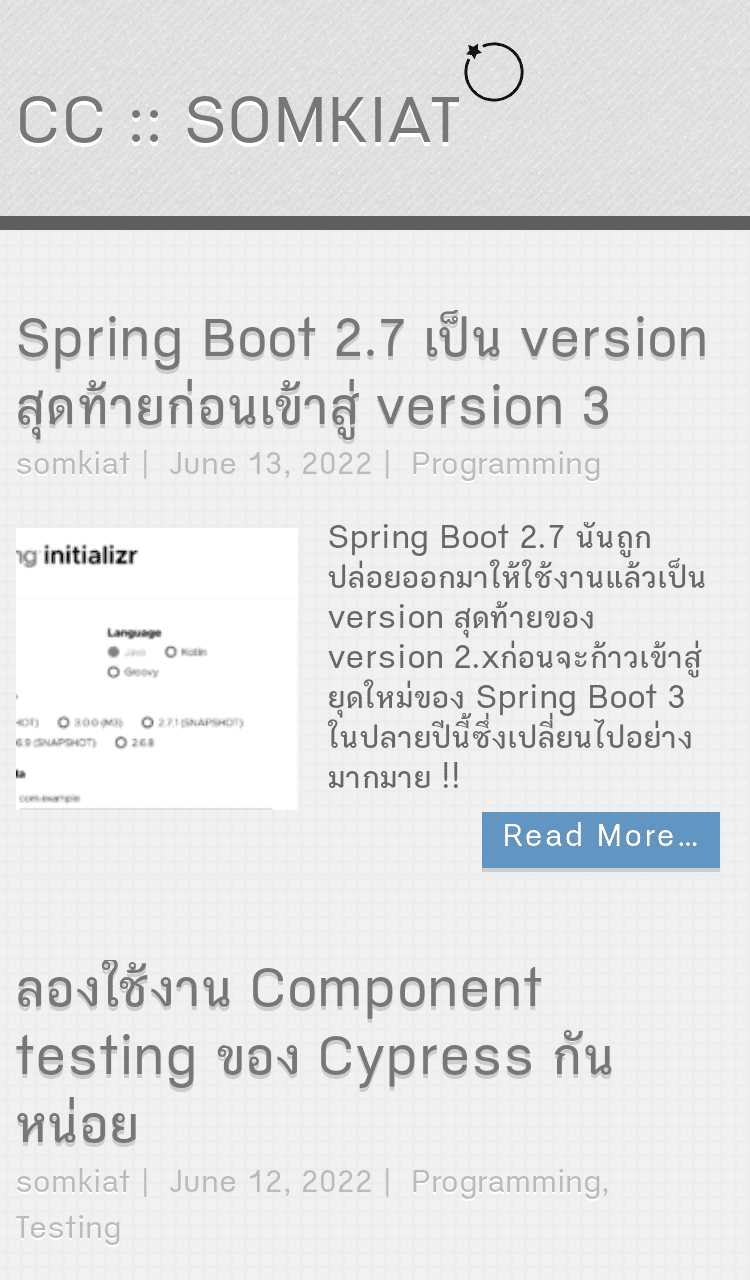 CC :: SOMKIAT
Spring Boot 2.7 เป็น version
สุดท้ายก่อนเข้าสู่ version 3
somkiat | June 13, 2022 | Programming
ng initializr
Language
Java Kotlin
Groovy
HOT) 3.0.0 (M3) 2.7.1 (SNAPSHOT)
6.9 (SNAPSHOT) 2.6.8
ta
com.example
Spring Boot 2.7 นั้นถูก
ปล่อยออกมาให้ใช้งานแล้วเป็น
version สุดท้ายของ
version 2.xก่อนจะก้าวเข้าสู่
ยุดใหม่ของ Spring Boot 3
ในปลายปีนี้ซึ่งเปลี่ยนไปอย่าง
มากมาย !!
Read More...
ลองใช้งาน Component
testing ของ Cypress กัน
หน่อย
somkiat | June 12, 2022 | Programming,
Testing